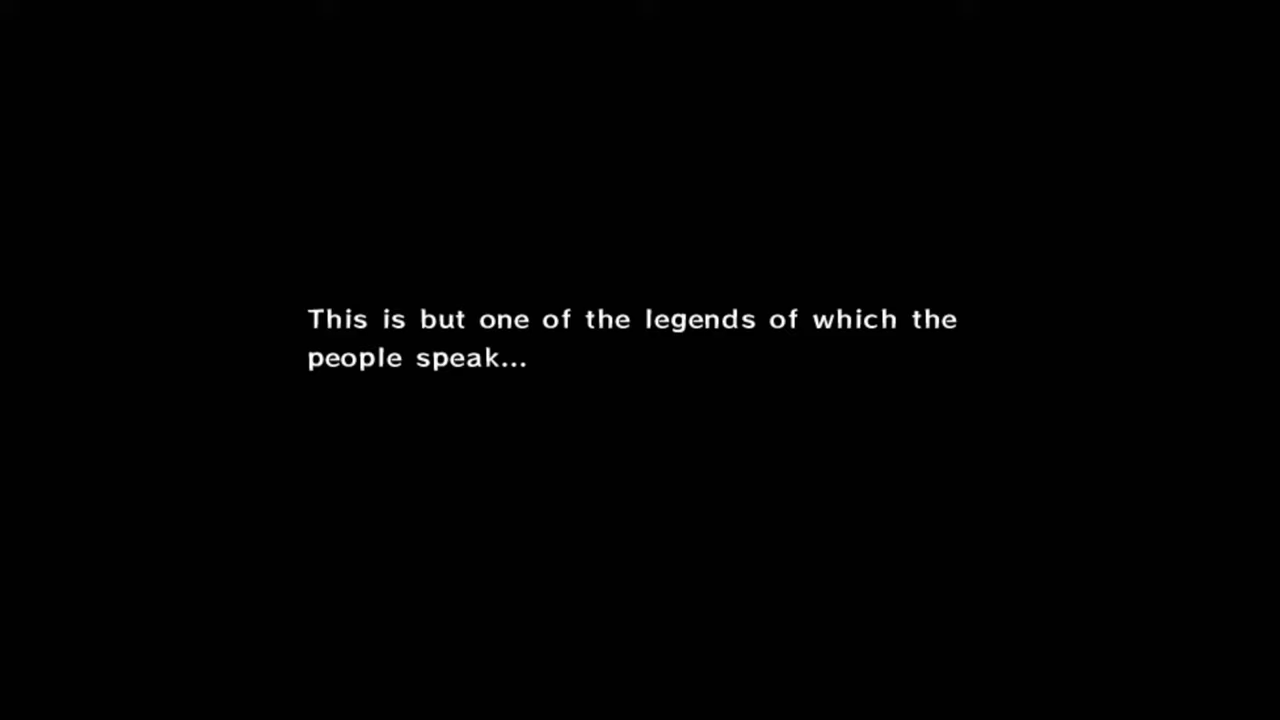 This is but one of the legends of which the
people speak...